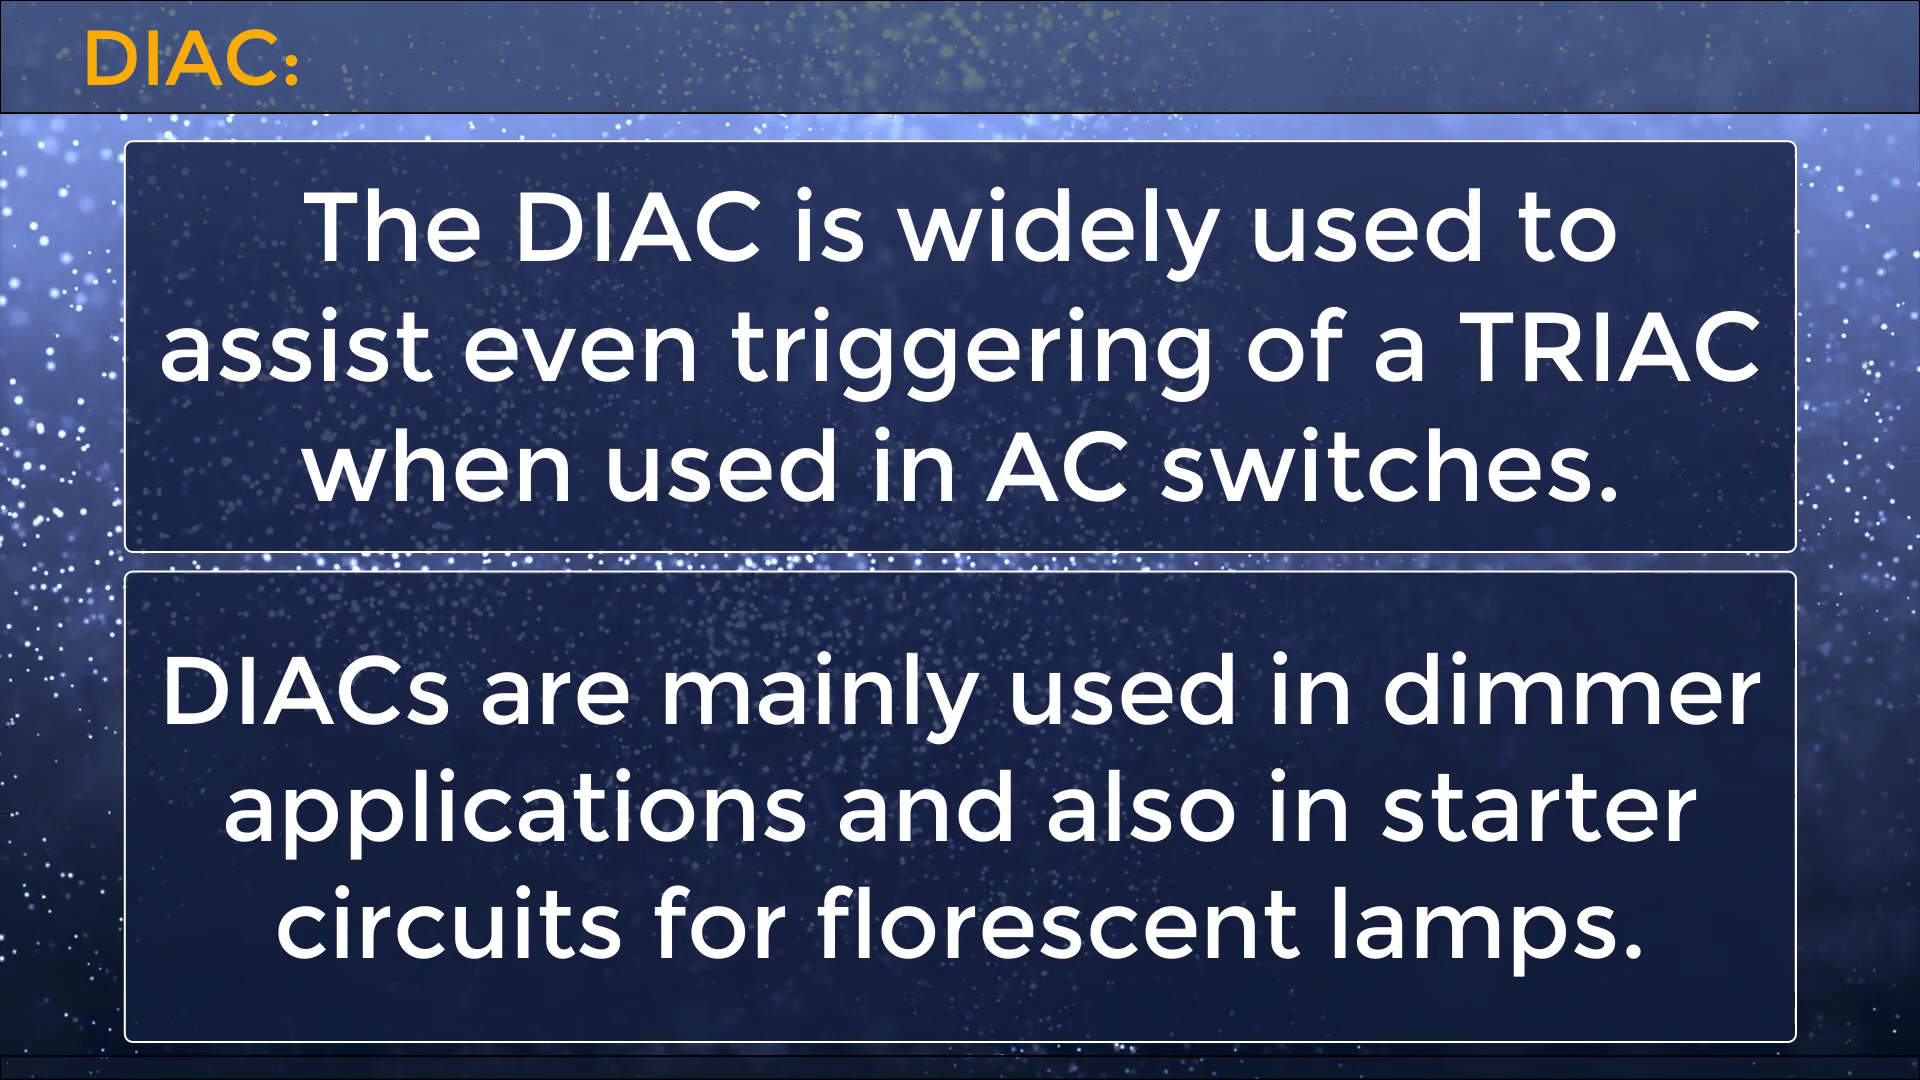 DIAC:
The DIAC is widely used to
assist even triggering of a TRIAC
when used in AC switches.
DIACs are mainly used in dimmer
applications and also in starter
circuits for florescent lamps.